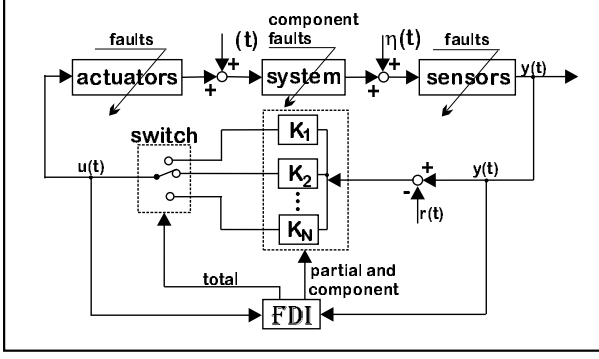 faults
(t)
component
faults
η(t)
faults
actuators
+
+
system
+
+
sensors
y(t)
switch
K1
K2
KN
u(t)
+
-
y(t)
r(t)
total
partial and
component
FDI